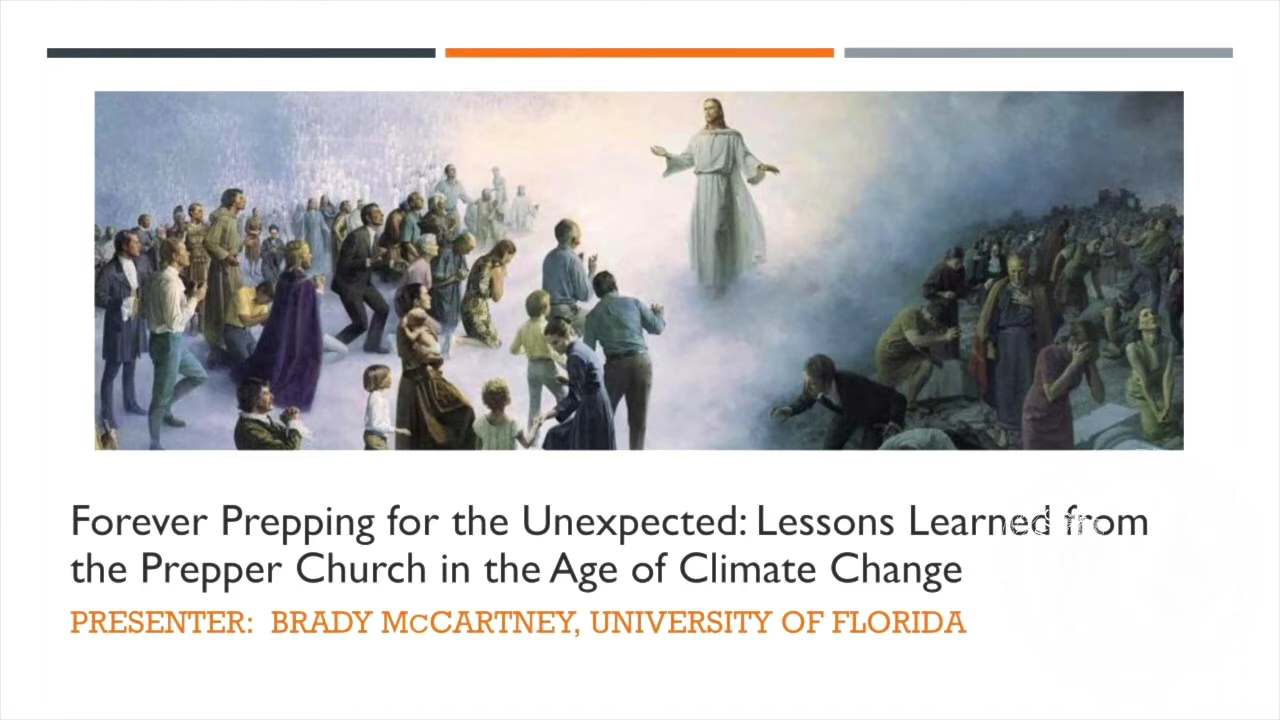 Forever Prepping for the Unexpected: Lessons Learned from
the Prepper Church in the Age of Climate Change
PRESENTER: BRADY McCARTNEY, UNIVERSITY OF FLORIDA